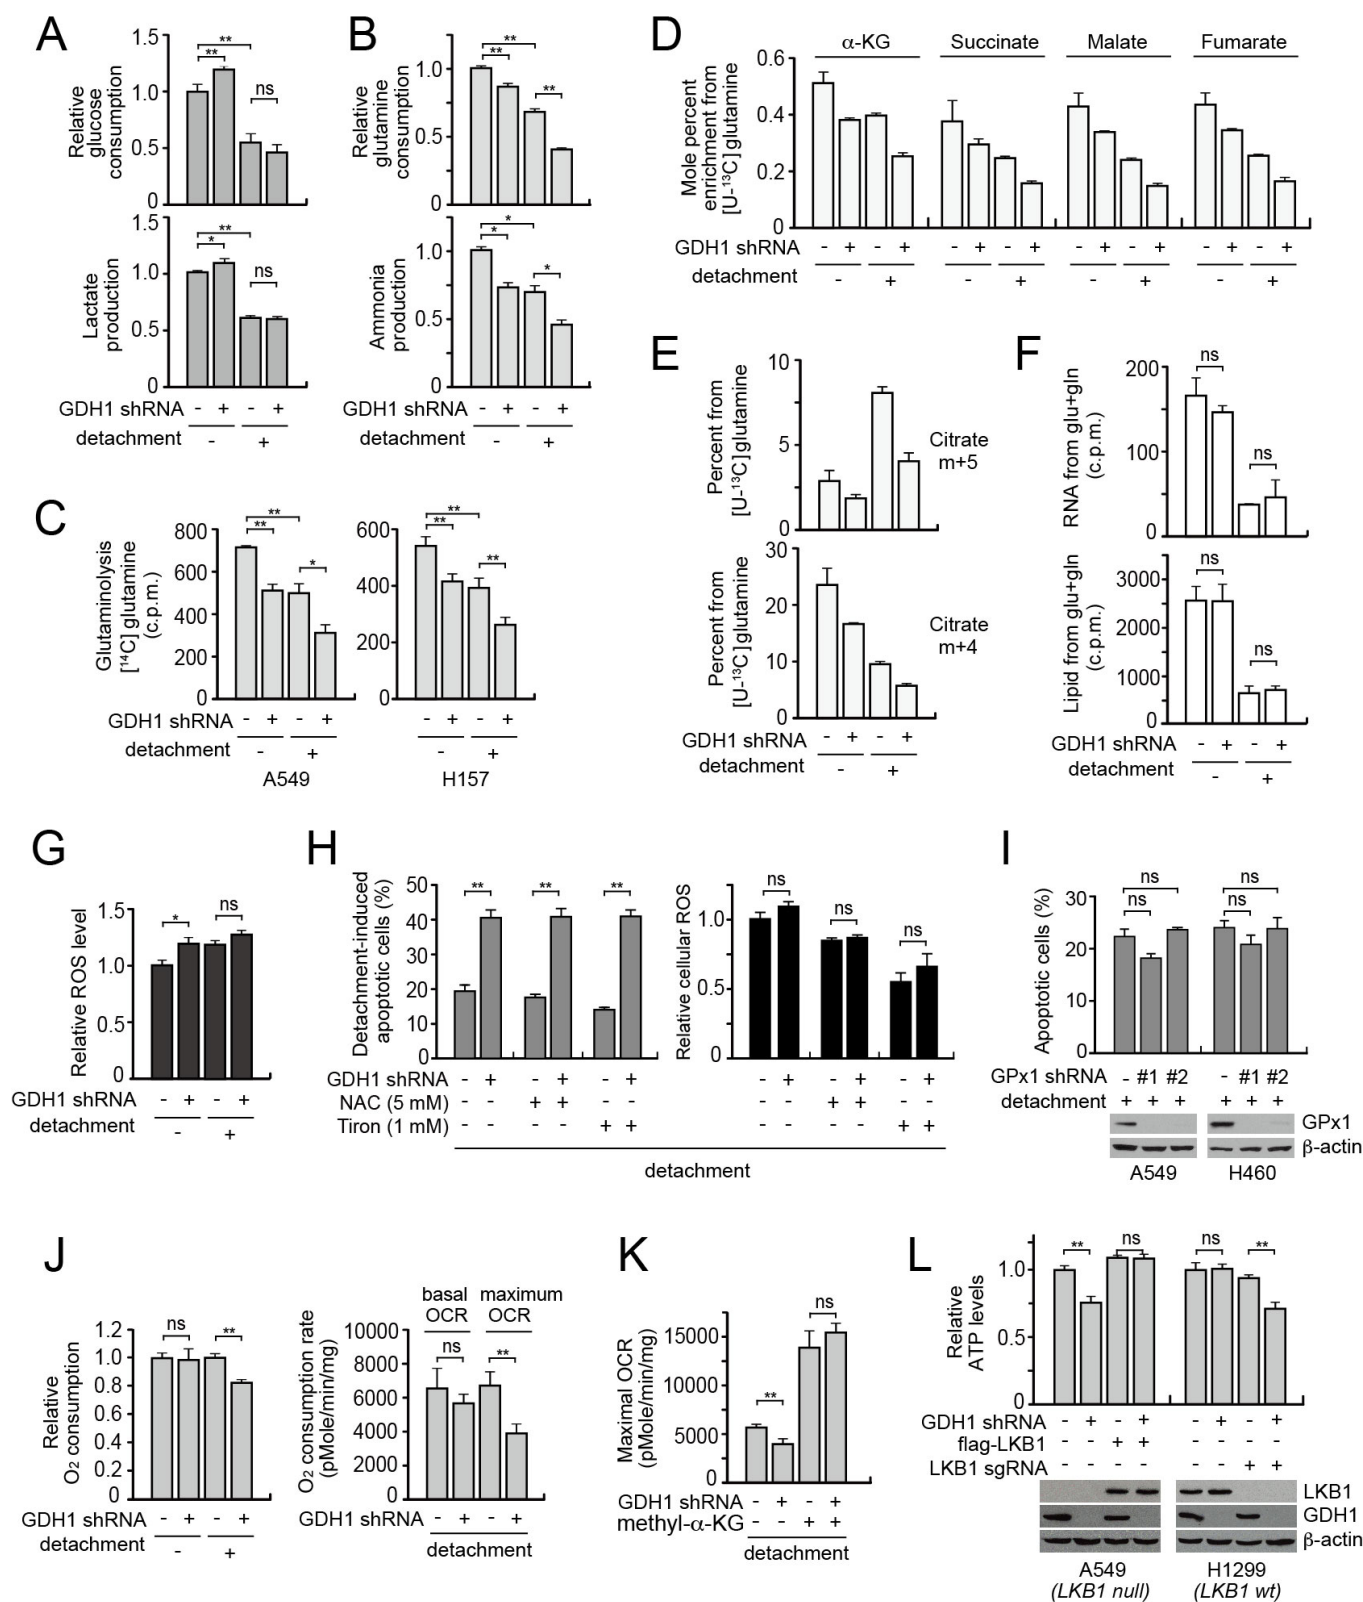 A
1.5
1.0
0.5
0
Relative
glucose
consumption
**
**
ns
1.5
1.0
0.5
0
Lactate
production
**
*
ns
GDH1 shRNA - + - +
detachment - +
B
1.0
0.5
0
Relative
glutamine
consumption
**
**
**
1.0
0.5
0
Ammonia
production
*
*
*
GDH1 shRNA - + - +
detachment - +
C
Glutaminolysis
[14C] glutamine
(c.p.m.)
800
600
400
200
0
**
**
*
600
400
200
0
**
**
**
GDH1 shRNA - + - + - + - +
detachment - + - +
A549 H157
D
α-KG Succinate Malate Fumarate
0.6
0.4
0.2
0
Mole percent
enrichment from
[U-13C] glutamine
GDH1 shRNA - + - + - + - + - + - + - + - +
detachment - + - + - + - +
E
10
5
0
Percent from
[U-13C] glutamine
Citrate
m+5
30
20
10
0
Percent from
[U-13C] glutamine
Citrate
m+4
GDH1 shRNA - + - +
detachment - +
F
200
100
0
RNA from glu+gln
(c.p.m.)
ns
ns
3000
2000
1000
0
Lipid from glu+gln
(c.p.m.)
ns
ns
GDH1 shRNA - + - +
detachment - +
G
1.5
1.0
0.5
0
Relative ROS level
*
ns
GDH1 shRNA - + - +
detachment - +
H
50
40
30
20
10
0
Detachment-induced
apoptotic cells (%)
** ** **
1.0
0.5
0
Relative cellular ROS
ns
ns
ns
GDH1 shRNA - + - + - + - + - + - +
NAC (5 mM) - - + + - - + +
Tiron (1 mM) - - + + - - + +
detachment
I
30
20
10
0
Apoptotic cells (%)
ns ns
ns ns
GPx1 shRNA - #1 #2 - #1 #2
detachment + + + + + +
GPx1
β-actin
A549 H460
J
1.2
1.0
0.8
0.6
0.4
0.2
0
Relative
O2 consumption
ns
**
GDH1 shRNA - + - +
detachment - +
basal
OCR
maximum
OCR
10000
8000
6000
4000
2000
0
O2 consumption rate
(pMole/min/mg)
ns
**
GDH1 shRNA - + - +
detachment
K
15000
10000
5000
0
Maximal OCR
(pMole/min/mg)
**
ns
GDH1 shRNA - + - +
methyl-α-KG - - + +
detachment
L
1.0
0.5
0
Relative
ATP levels
** ns ns **
GDH1 shRNA - + - + - + - +
flag-LKB1 - - + + - - - -
LKB1 sgRNA - - - - - - + +
LKB1
GDH1
β-actin
A549 H1299
(LKB1 null) (LKB1 wt)